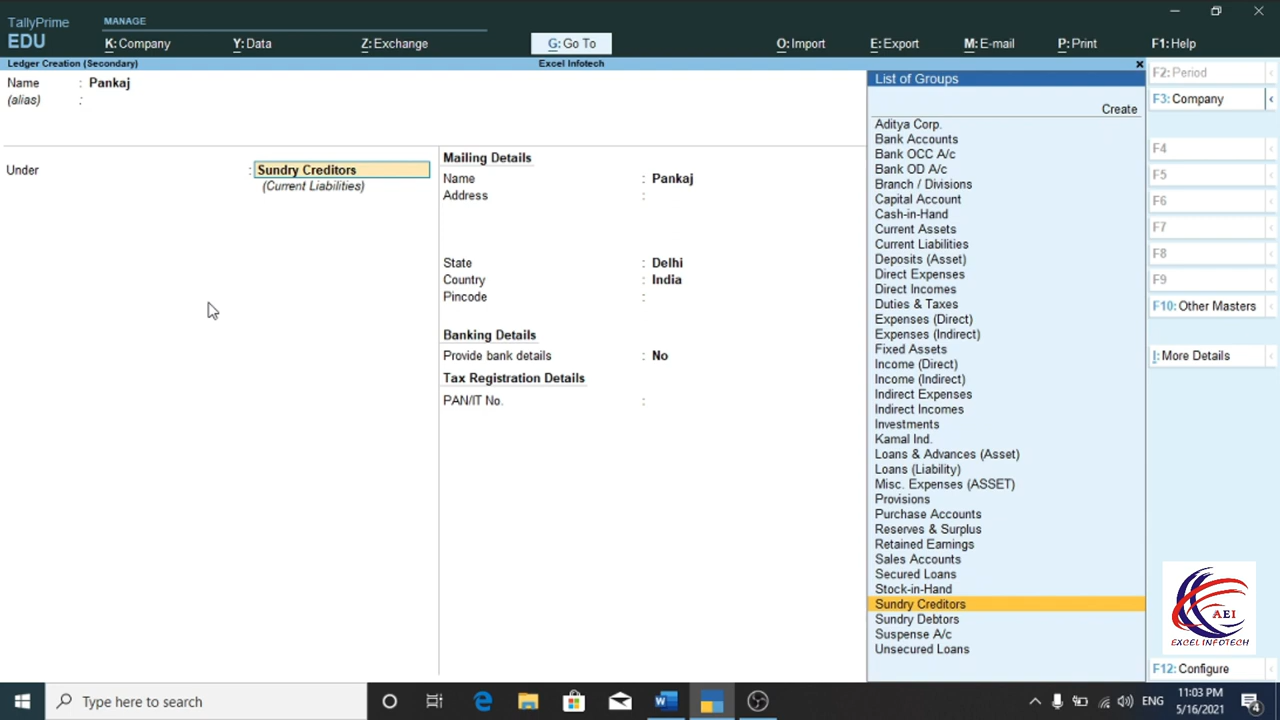 TallyPrime
EDU
MANAGE
K: Company
Y: Data
Z: Exchange
G: Go To
O: Import
E: Export
M: E-mail
P: Print
F1: Help
Ledger Creation (Secondary)
Excel Infotech
Name : Pankaj
(alias) :
Under : Sundry Creditors
(Current Liabilities)
Mailing Details
Name : Pankaj
Address :
State : Delhi
Country : India
Pincode :
Banking Details
Provide bank details : No
Tax Registration Details
PAN/IT No. :
List of Groups
Create
Aditya Corp.
Bank Accounts
Bank OCC A/c
Bank OD A/c
Branch / Divisions
Capital Account
Cash-in-Hand
Current Assets
Current Liabilities
Deposits (Asset)
Direct Expenses
Direct Incomes
Duties & Taxes
Expenses (Direct)
Expenses (Indirect)
Fixed Assets
Income (Direct)
Income (Indirect)
Indirect Expenses
Indirect Incomes
Investments
Kamal Ind.
Loans & Advances (Asset)
Loans (Liability)
Misc. Expenses (ASSET)
Provisions
Purchase Accounts
Reserves & Surplus
Retained Earnings
Sales Accounts
Secured Loans
Stock-in-Hand
Sundry Creditors
Sundry Debtors
Suspense A/c
Unsecured Loans
F2: Period
F3: Company
F4
F5
F6
F7
F8
F9
F10: Other Masters
I: More Details
AEI
EXCEL INFOTECH
F12: Configure
Type here to search
ENG
11:03 PM
5/16/2021
4